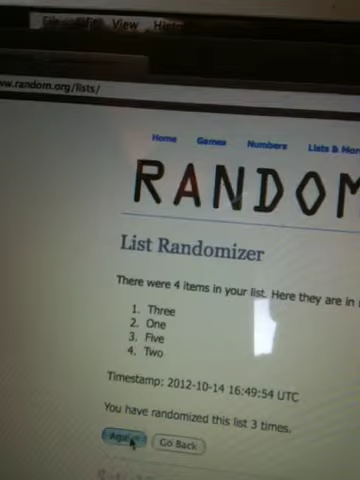 File Edit View
ww.random.org/lists/
Home Games Numbers Lists & Mor
RANDOM
List Randomizer
There were 4 items in your list. Here they are in
1. Three
2. One
3. Five
4. Two
Timestamp: 2012-10-14 16:49:54 UTC
You have randomized this list 3 times.
Again Go Back